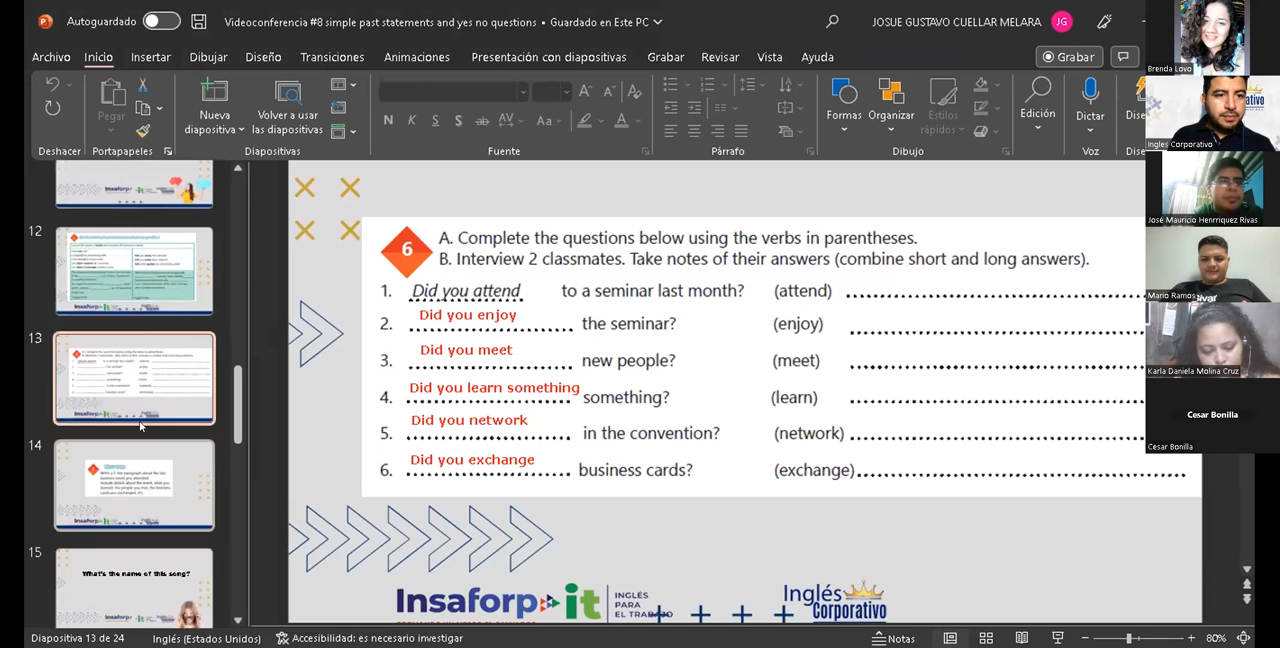 Autoguardado
Videoconferencia #8 simple past statements and yes no questions • Guardado en Este PC
JOSUE GUSTAVO CUELLAR MELARA
JG
Archivo Inicio Insertar Dibujar Diseño Transiciones Animaciones Presentación con diapositivas Grabar Revisar Vista Ayuda
Grabar
Pegar
Nueva diapositiva
Volver a usar las diapositivas
N K S S ab AV Aa A
Formas Organizar Estilos rápidos Edición Dictar Dise
Deshacer Portapapeles Diapositivas Fuente Párrafo Dibujo Voz Dise
12
13
14
15
What's the name of this song?
6
A. Complete the questions below using the verbs in parentheses.
B. Interview 2 classmates. Take notes of their answers (combine short and long answers).
1. Did you attend to a seminar last month? (attend)
2. Did you enjoy the seminar? (enjoy)
3. Did you meet new people? (meet)
4. Did you learn something something? (learn)
5. Did you network in the convention? (network)
6. Did you exchange business cards? (exchange)
Insaforp it INGLÉS PARA EL TRABAJO
Inglés Corporativo
Brenda Lovo
Ingles Corporativo
José Mauricio Henrriquez Rivas
Mario Ramos
Karla Daniela Molina Cruz
Cesar Bonilla
Cesar Bonilla
Diapositiva 13 de 24
Inglés (Estados Unidos)
Accesibilidad: es necesario investigar
Notas
80%